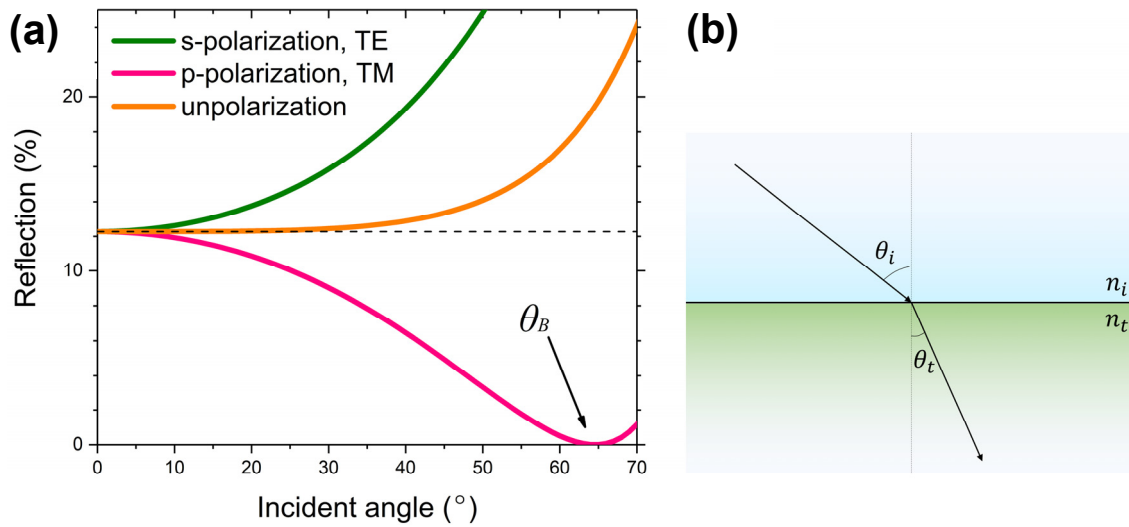 (a)
s-polarization, TE
p-polarization, TM
unpolarization
Reflection (%)
20
10
0
θB
0 10 20 30 40 50 60 70
Incident angle (°)
(b)
θi
ni
nt
θt